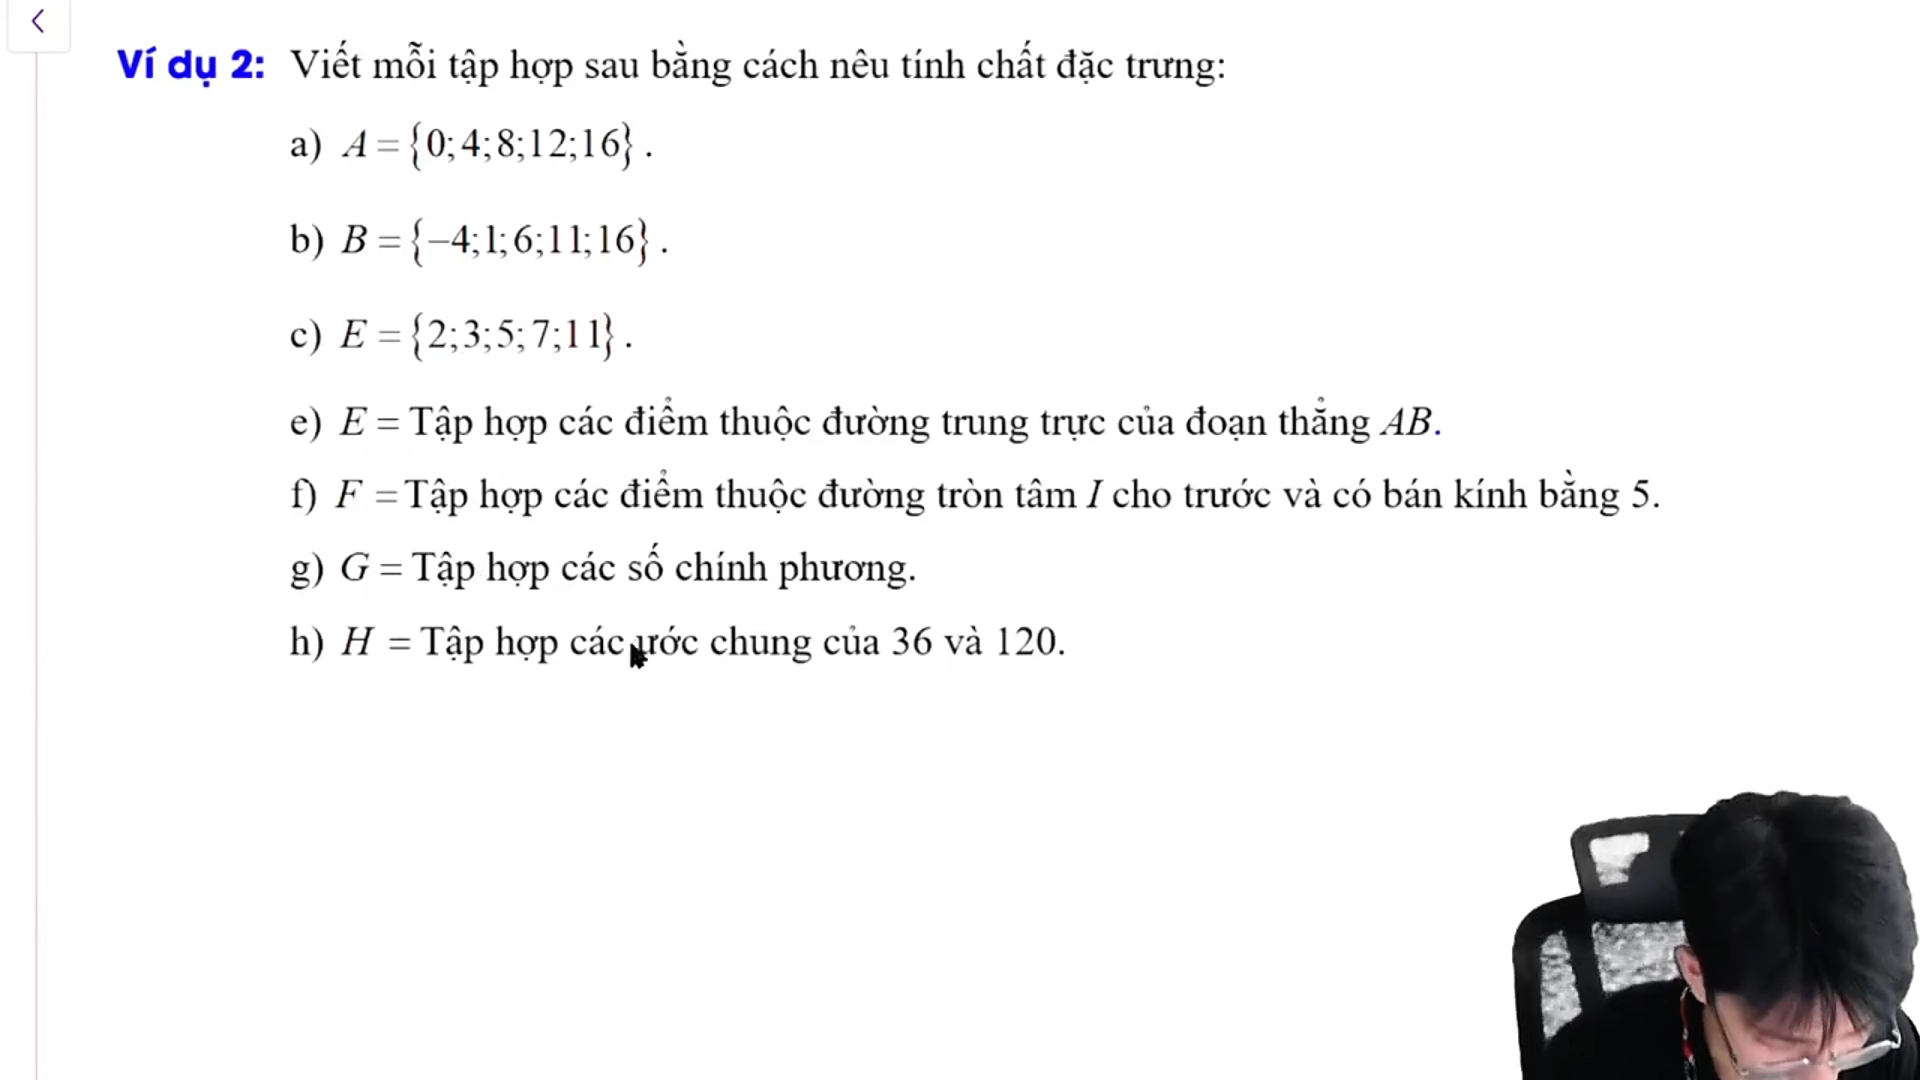 Ví dụ 2: Viết mỗi tập hợp sau bằng cách nêu tính chất đặc trưng:
a) A = {0; 4; 8; 12; 16}.
b) B = {−4; 1; 6; 11; 16}.
c) E = {2; 3; 5; 7; 11}.
e) E = Tập hợp các điểm thuộc đường trung trực của đoạn thẳng AB.
f) F = Tập hợp các điểm thuộc đường tròn tâm I cho trước và có bán kính bằng 5.
g) G = Tập hợp các số chính phương.
h) H = Tập hợp các ước chung của 36 và 120.